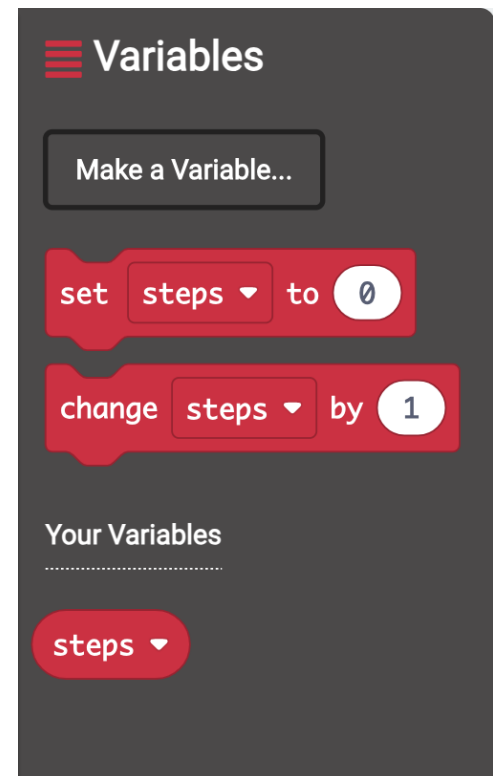 Variables
Make a Variable...
set steps to 0
change steps by 1
Your Variables
steps